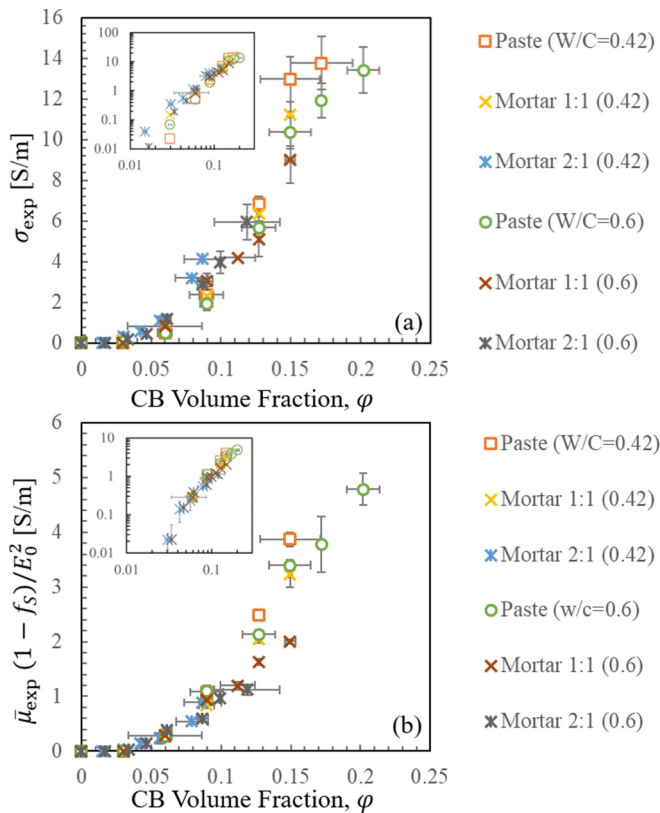 16
14
12
10
8
6
4
2
0
σexp [S/m]
100
10
1
0.1
0.01
0.01
0.1
(a)
0
0.05
0.1
0.15
0.2
0.25
CB Volume Fraction, φ
Paste (W/C=0.42)
Mortar 1:1 (0.42)
Mortar 2:1 (0.42)
Paste (W/C=0.6)
Mortar 1:1 (0.6)
Mortar 2:1 (0.6)
6
5
4
3
2
1
0
μ̄exp (1 − fS)/E₀² [S/m]
10
1
0.1
0.01
0.01
0.1
(b)
0
0.05
0.1
0.15
0.2
0.25
CB Volume Fraction, φ
Paste (W/C=0.42)
Mortar 1:1 (0.42)
Mortar 2:1 (0.42)
Paste (w/c=0.6)
Mortar 1:1 (0.6)
Mortar 2:1 (0.6)